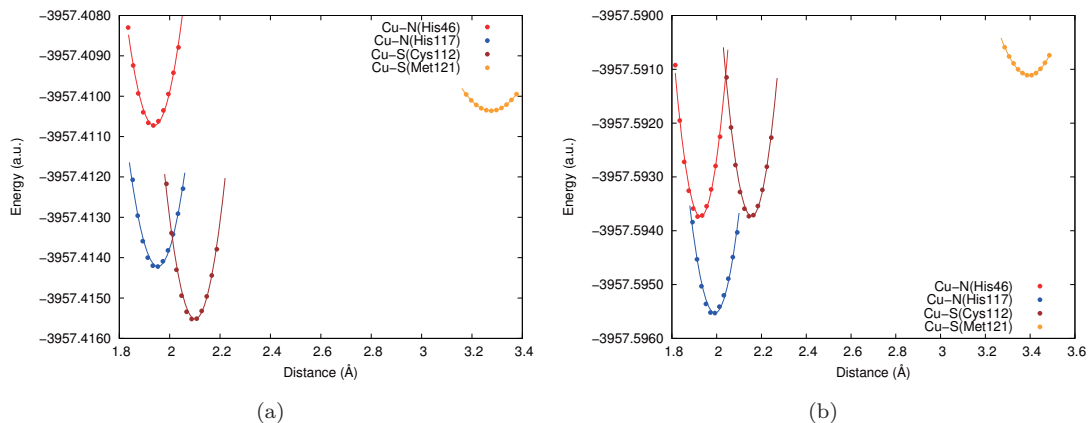 −3957.4080
−3957.4090
−3957.4100
−3957.4110
−3957.4120
−3957.4130
−3957.4140
−3957.4150
−3957.4160
Energy (a.u.)
1.8 2 2.2 2.4 2.6 2.8 3 3.2 3.4
Distance (Å)
Cu−N(His46)
Cu−N(His117)
Cu−S(Cys112)
Cu−S(Met121)
(a)
−3957.5900
−3957.5910
−3957.5920
−3957.5930
−3957.5940
−3957.5950
−3957.5960
Energy (a.u.)
1.8 2 2.2 2.4 2.6 2.8 3 3.2 3.4 3.6
Distance (Å)
Cu−N(His46)
Cu−N(His117)
Cu−S(Cys112)
Cu−S(Met121)
(b)